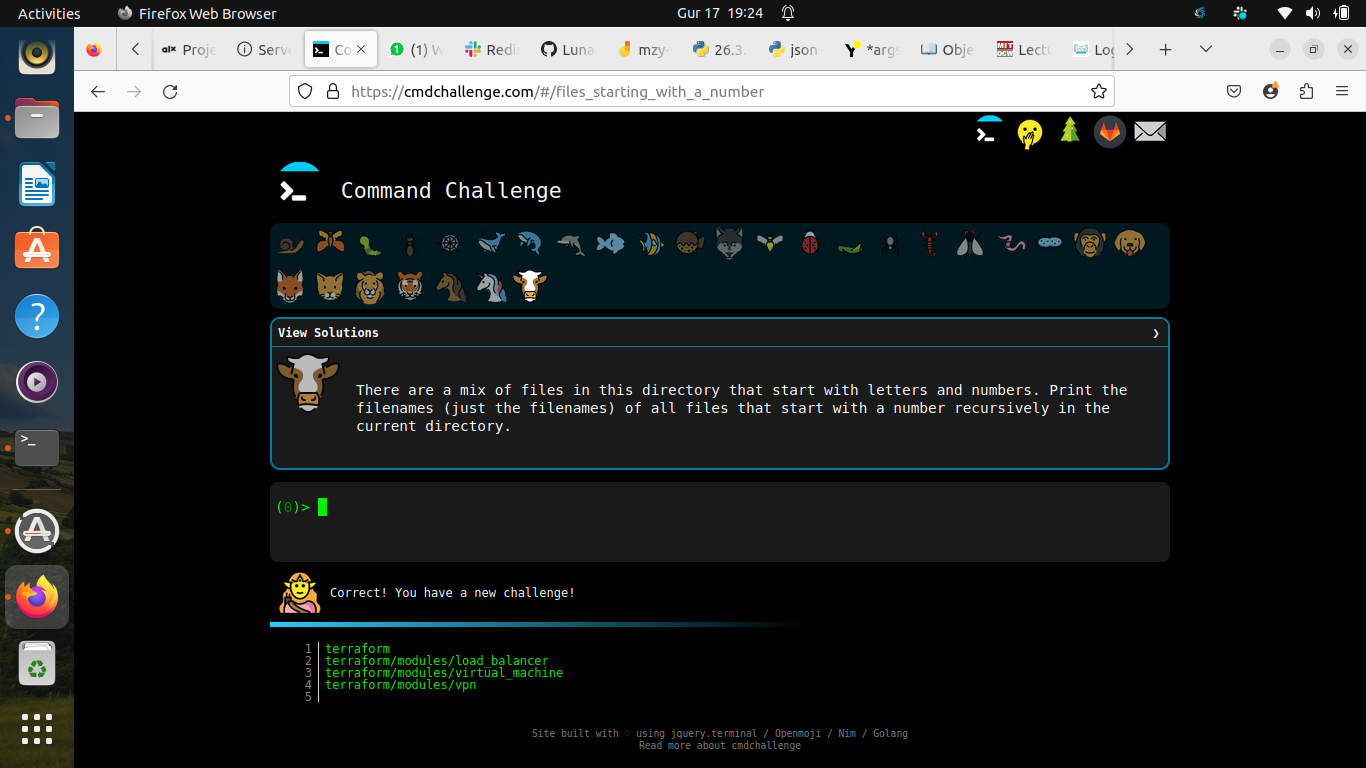 Activities
Firefox Web Browser
Gur 17 19:24
alx Proje
Serve
Co
(1) W
Redi
Luna
mzy-
26.3.
json -
*args
Obje
Lectu
Log
https://cmdchallenge.com/#/files_starting_with_a_number
Command Challenge
View Solutions
There are a mix of files in this directory that start with letters and numbers. Print the
filenames (just the filenames) of all files that start with a number recursively in the
current directory.
(0)>
Correct! You have a new challenge!
1 terraform
2 terraform/modules/load_balancer
3 terraform/modules/virtual_machine
4 terraform/modules/vpn
5
Site built with ♡ using jquery.terminal / Openmoji / Nim / Golang
Read more about cmdchallenge